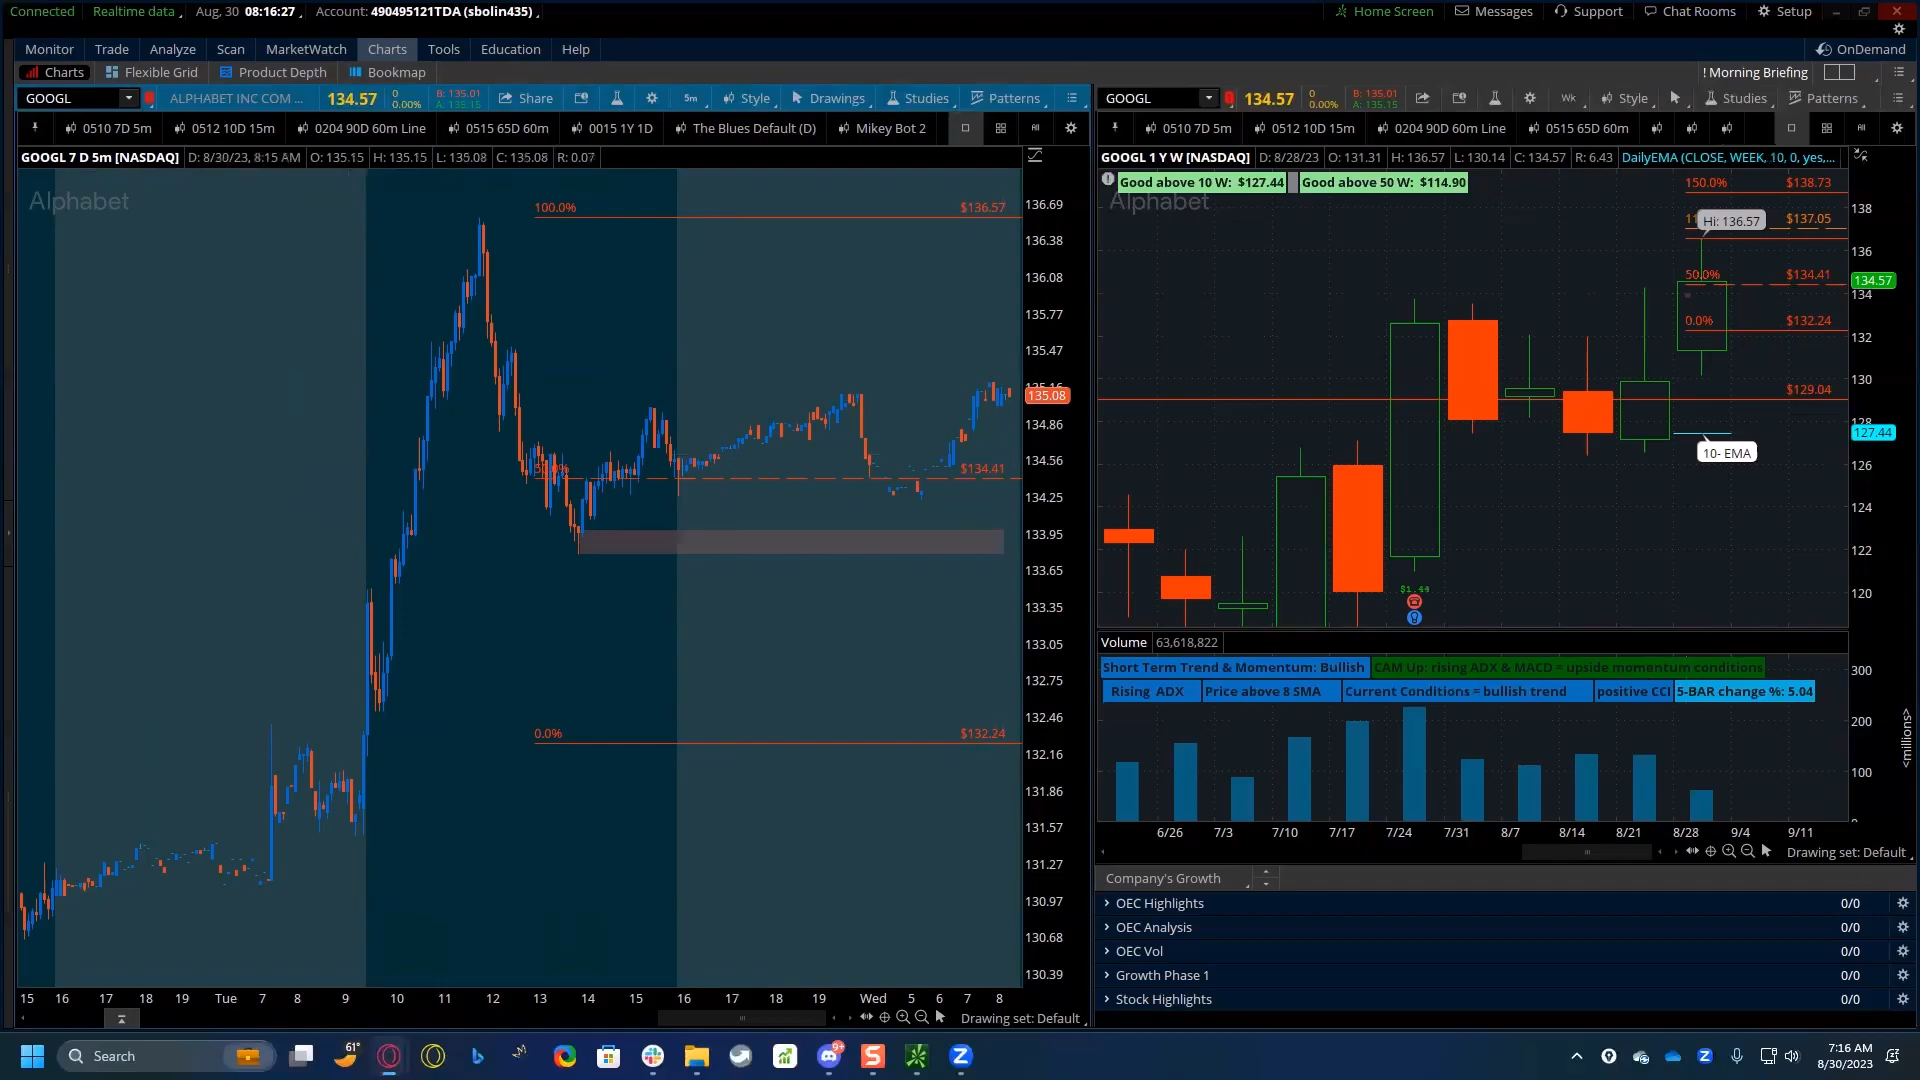 Connected Realtime data Aug, 30 08:16:27 Account: 490495121TDA (sbolin435) Home Screen Messages Support Chat Rooms Setup
Monitor Trade Analyze Scan MarketWatch Charts Tools Education Help OnDemand
Charts Flexible Grid Product Depth Bookmap ! Morning Briefing
GOOGL ALPHABET INC COM ... 134.57 0 0.00% B: 135.01 A: 135.15 Share 5m Style Drawings Studies Patterns
GOOGL 134.57 0 0.00% B: 135.01 A: 135.15 Wk Style Studies Patterns
0510 7D 5m 0512 10D 15m 0204 90D 60m Line 0515 65D 60m 0015 1Y 1D The Blues Default (D) Mikey Bot 2
0510 7D 5m 0512 10D 15m 0204 90D 60m Line 0515 65D 60m
GOOGL 7 D 5m [NASDAQ] D: 8/30/23, 8:15 AM O: 135.15 H: 135.15 L: 135.08 C: 135.08 R: 0.07
Alphabet
100.0% $136.57
$134.41
0.0% $132.24
136.69
136.38
136.08
135.77
135.47
135.08
134.86
134.56
134.25
133.95
133.65
133.35
133.05
132.75
132.46
132.16
131.86
131.57
131.27
130.97
130.68
130.39
15 16 17 18 19 Tue 7 8 9 10 11 12 13 14 15 16 17 18 19 Wed 5 6 7 8
Drawing set: Default
GOOGL 1 Y W [NASDAQ] D: 8/28/23 O: 131.31 H: 136.57 L: 130.14 C: 134.57 R: 6.43 DailyEMA (CLOSE, WEEK, 10, 0, yes,...
Good above 10 W: $127.44 Good above 50 W: $114.90
Alphabet
150.0% $138.73
$137.05
Hi: 136.57
50.0% $134.41
0.0% $132.24
$129.04
10- EMA
$1.44
138
136
134.57
134
132
130
128
127.44
126
124
122
120
Volume 63,618,822
Short Term Trend & Momentum: Bullish CAM Up: rising ADX & MACD = upside momentum conditions
Rising ADX Price above 8 SMA Current Conditions = bullish trend positive CCI 5-BAR change %: 5.04
300
200
100
<millions>
6/26 7/3 7/10 7/17 7/24 7/31 8/7 8/14 8/21 8/28 9/4 9/11
Drawing set: Default
Company's Growth
OEC Highlights 0/0
OEC Analysis 0/0
OEC Vol 0/0
Growth Phase 1 0/0
Stock Highlights 0/0
61°
Search
9+
7:16 AM
8/30/2023